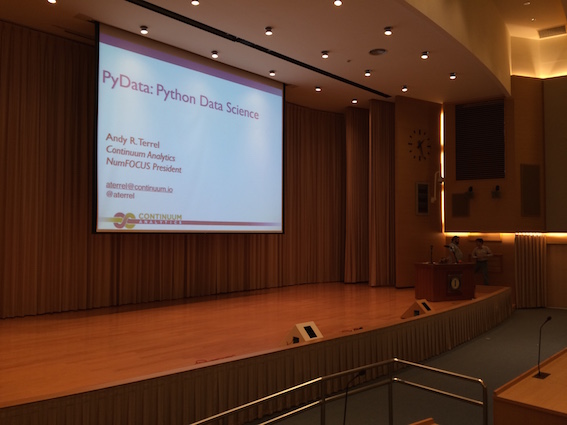 PyData: Python Data Science
Andy R. Terrel
Continuum Analytics
NumFOCUS President
aterrel@continuum.io
@aterrel
CONTINUUM
ANALYTICS